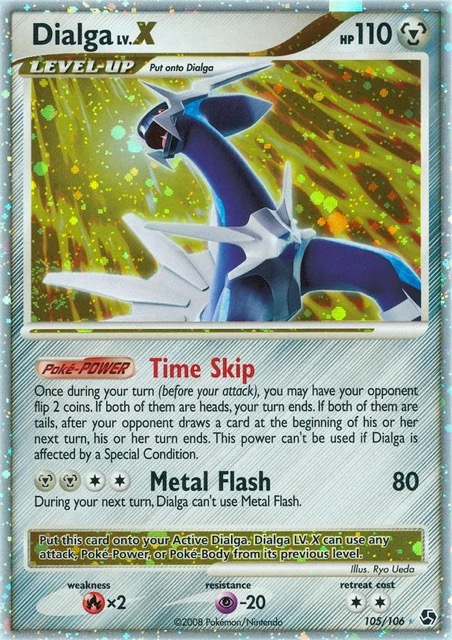 Dialga LV.X HP 110
LEVEL-UP Put onto Dialga
Poké-POWER Time Skip
Once during your turn (before your attack), you may have your opponent
flip 2 coins. If both of them are heads, your turn ends. If both of them are
tails, after your opponent draws a card at the beginning of his or her
next turn, his or her turn ends. This power can't be used if Dialga is
affected by a Special Condition.
Metal Flash 80
During your next turn, Dialga can't use Metal Flash.
Put this card onto your Active Dialga. Dialga LV. X can use any
attack, Poké-Power, or Poké-Body from its previous level.
Illus. Ryo Ueda
weakness resistance retreat cost
×2 -20
©2008 Pokémon/Nintendo 105/106